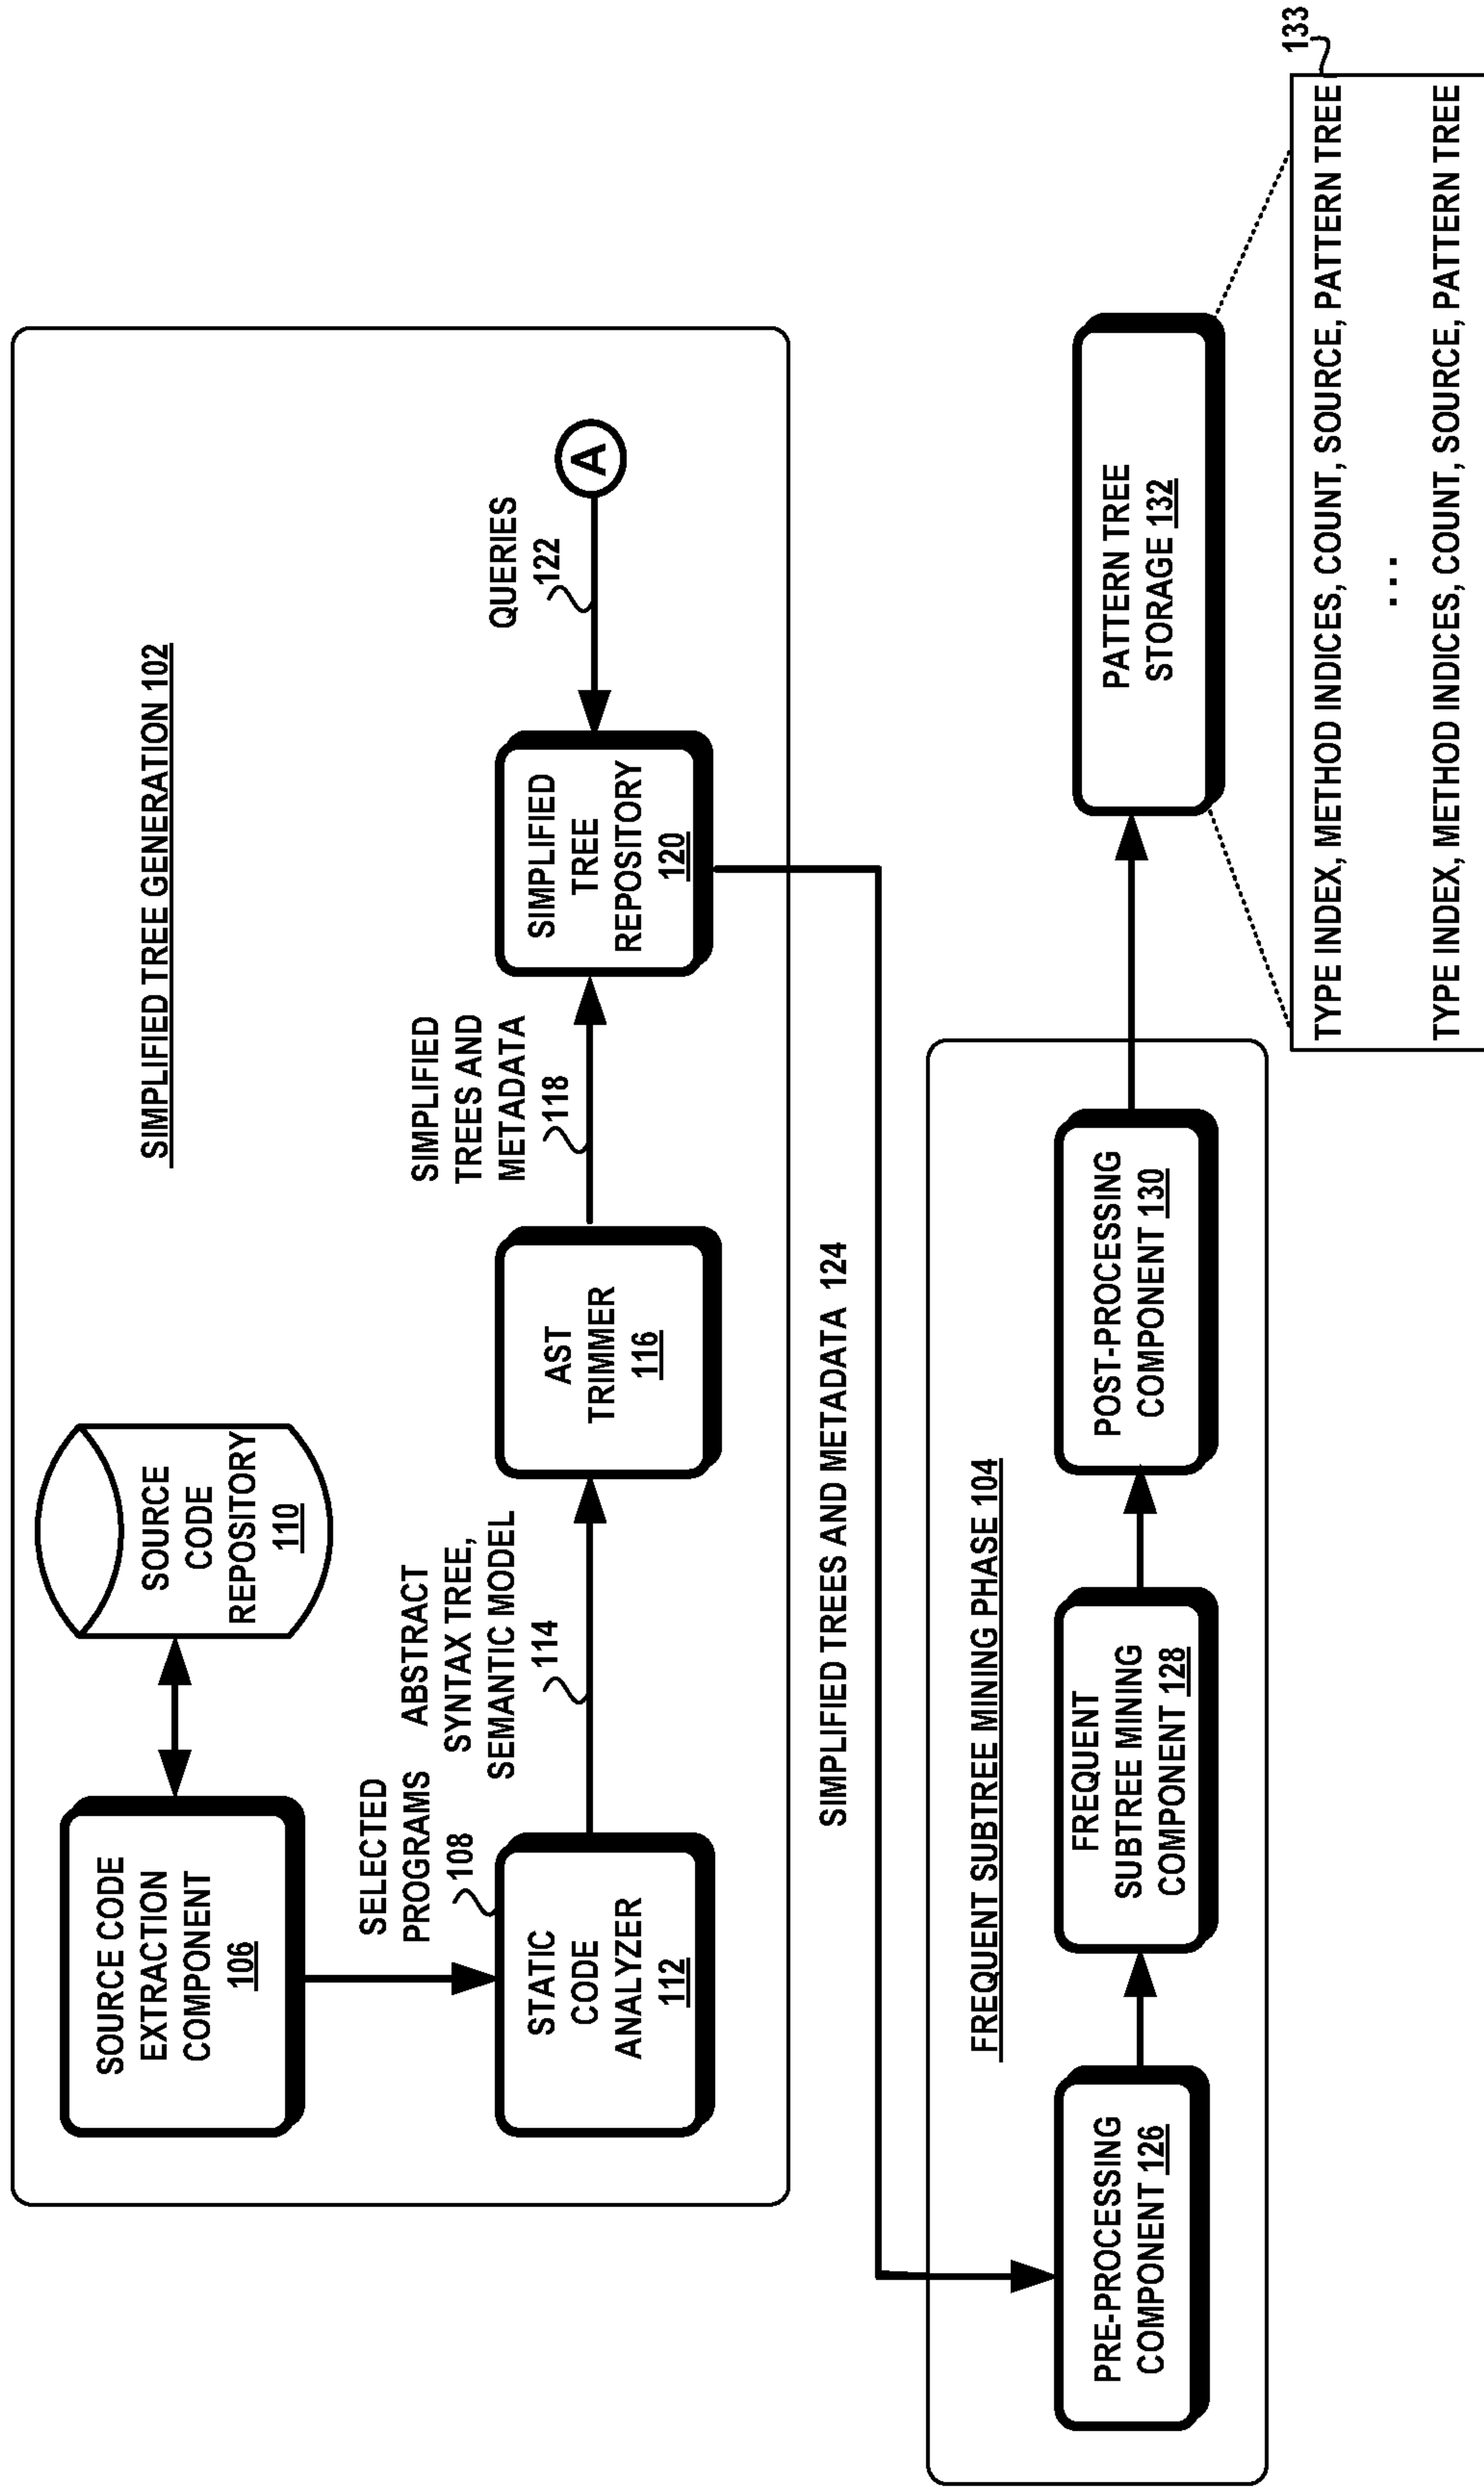 SIMPLIFIED TREE GENERATION 102
SOURCE CODE
EXTRACTION
COMPONENT
106
SOURCE
CODE
REPOSITORY
110
SELECTED
PROGRAMS
108
STATIC
CODE
ANALYZER
112
ABSTRACT
SYNTAX TREE,
SEMANTIC MODEL
114
AST
TRIMMER
116
SIMPLIFIED
TREES AND
METADATA
118
SIMPLIFIED
TREE
REPOSITORY
120
QUERIES
122
A
SIMPLIFIED TREES AND METADATA 124
FREQUENT SUBTREE MINING PHASE 104
PRE-PROCESSING
COMPONENT 126
FREQUENT
SUBTREE MINING
COMPONENT 128
POST-PROCESSING
COMPONENT 130
PATTERN TREE
STORAGE 132
133
TYPE INDEX, METHOD INDICES, COUNT, SOURCE, PATTERN TREE
...
TYPE INDEX, METHOD INDICES, COUNT, SOURCE, PATTERN TREE